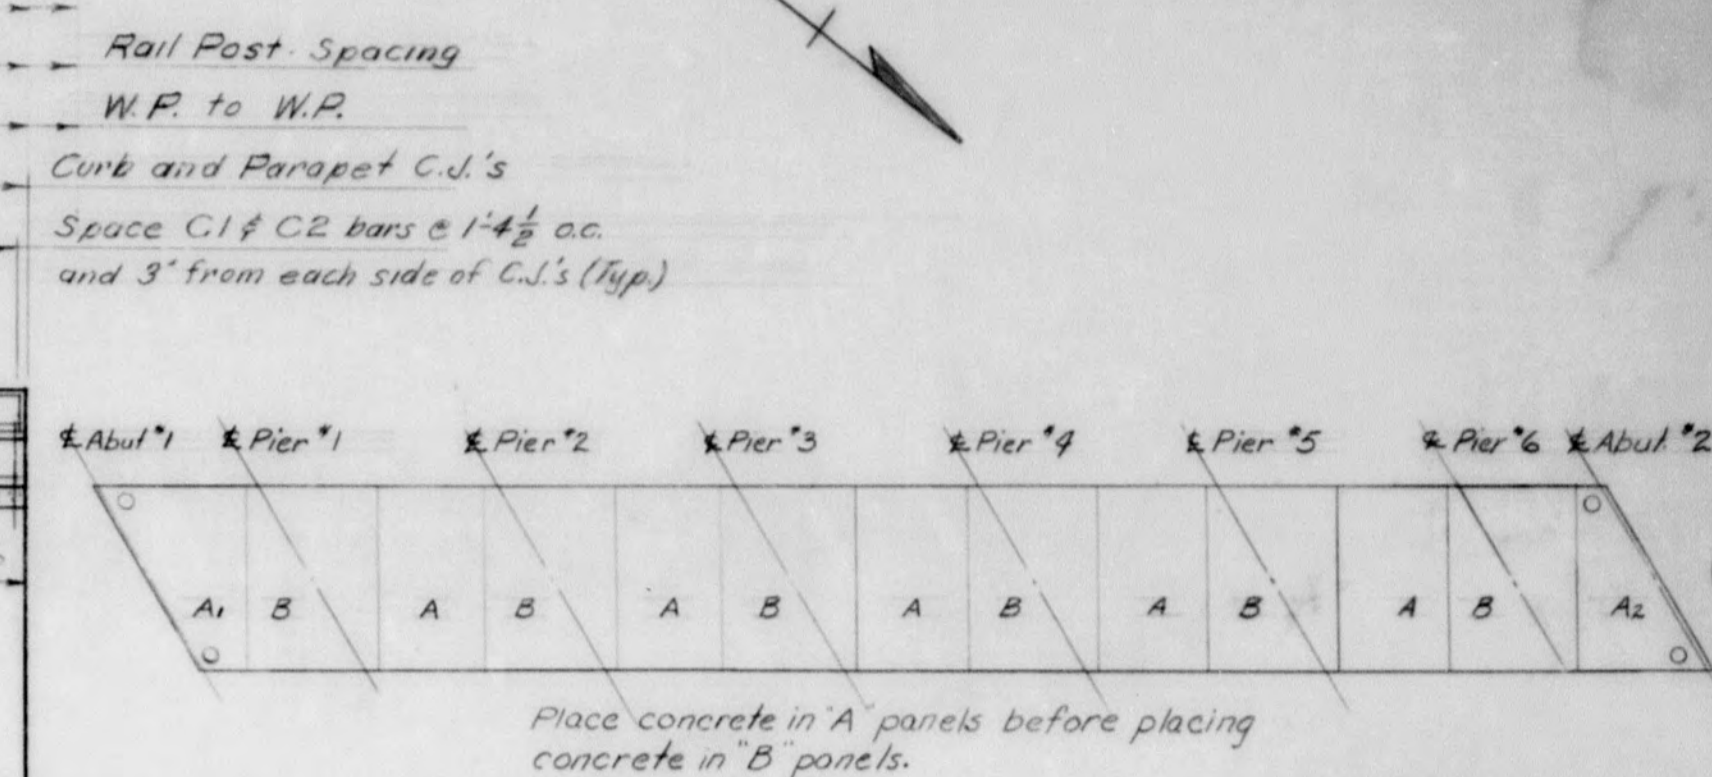 Rail Post Spacing
W.P. to W.P.
Curb and Parapet C.J.'s
Space C1 & C2 bars @ 1'-4½ o.c.
and 3" from each side of C.J.'s (Typ.)
℄ Abut #1 ℄ Pier #1 ℄ Pier #2 ℄ Pier #3 ℄ Pier #4 ℄ Pier #5 ℄ Pier #6 ℄ Abut. #2
A1 B A B A B A B A B A B A2
Place concrete in "A" panels before placing
concrete in "B" panels.